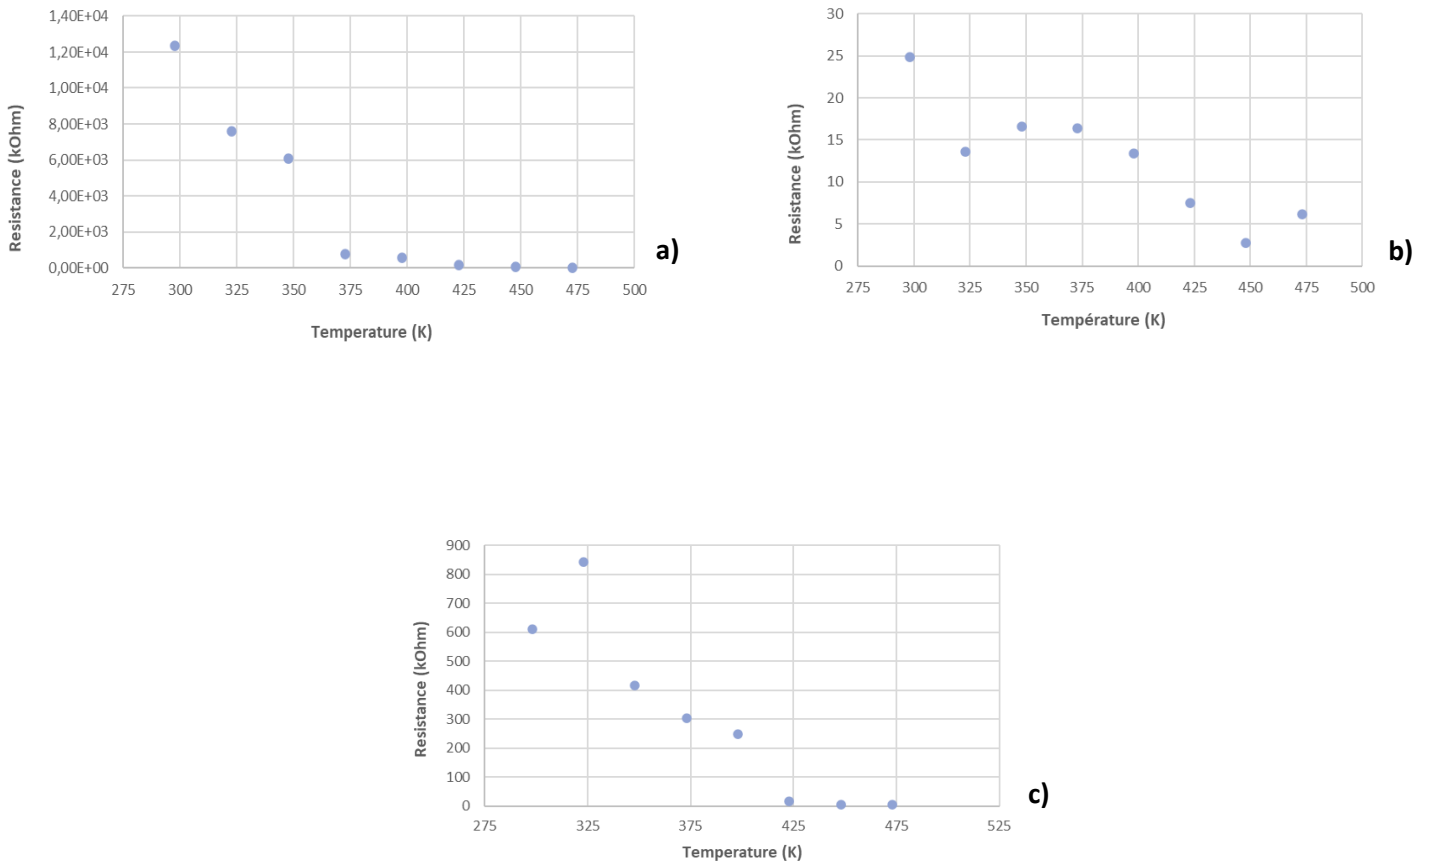 1,40E+04
1,20E+04
1,00E+04
8,00E+03
6,00E+03
4,00E+03
2,00E+03
0,00E+00
Resistance (kOhm)
275 300 325 350 375 400 425 450 475 500
Temperature (K)
a)
30
25
20
15
10
5
0
Resistance (kOhm)
275 300 325 350 375 400 425 450 475 500
Température (K)
b)
900
800
700
600
500
400
300
200
100
0
Resistance (kOhm)
275 325 375 425 475 525
Temperature (K)
c)